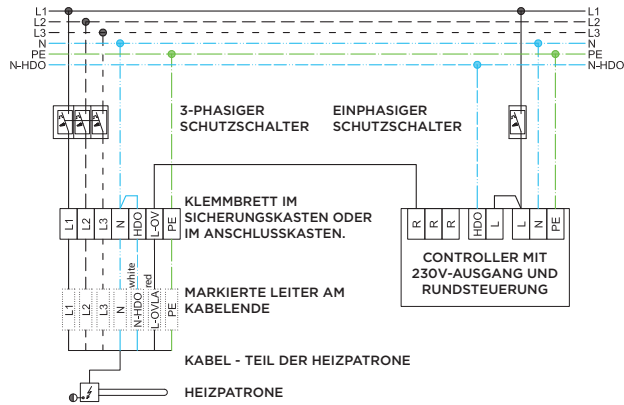 L1
L2
L3
N
PE
N-HDO
L1
L2
L3
N
PE
N-HDO
3-PHASIGER
SCHUTZSCHALTER
EINPHASIGER
SCHUTZSCHALTER
L1
L2
L3
N
HDO
L-OV
PE
KLEMMBRETT IM
SICHERUNGSKASTEN ODER
IM ANSCHLUSSKASTEN.
R
R
R
HDO
L
L
N
PE
CONTROLLER MIT
230V-AUSGANG UND
RUNDSTEUERUNG
white
red
L1
L2
L3
N
N-HDO
L-OVLA
PE
MARKIERTE LEITER AM
KABELENDE
KABEL - TEIL DER HEIZPATRONE
HEIZPATRONE